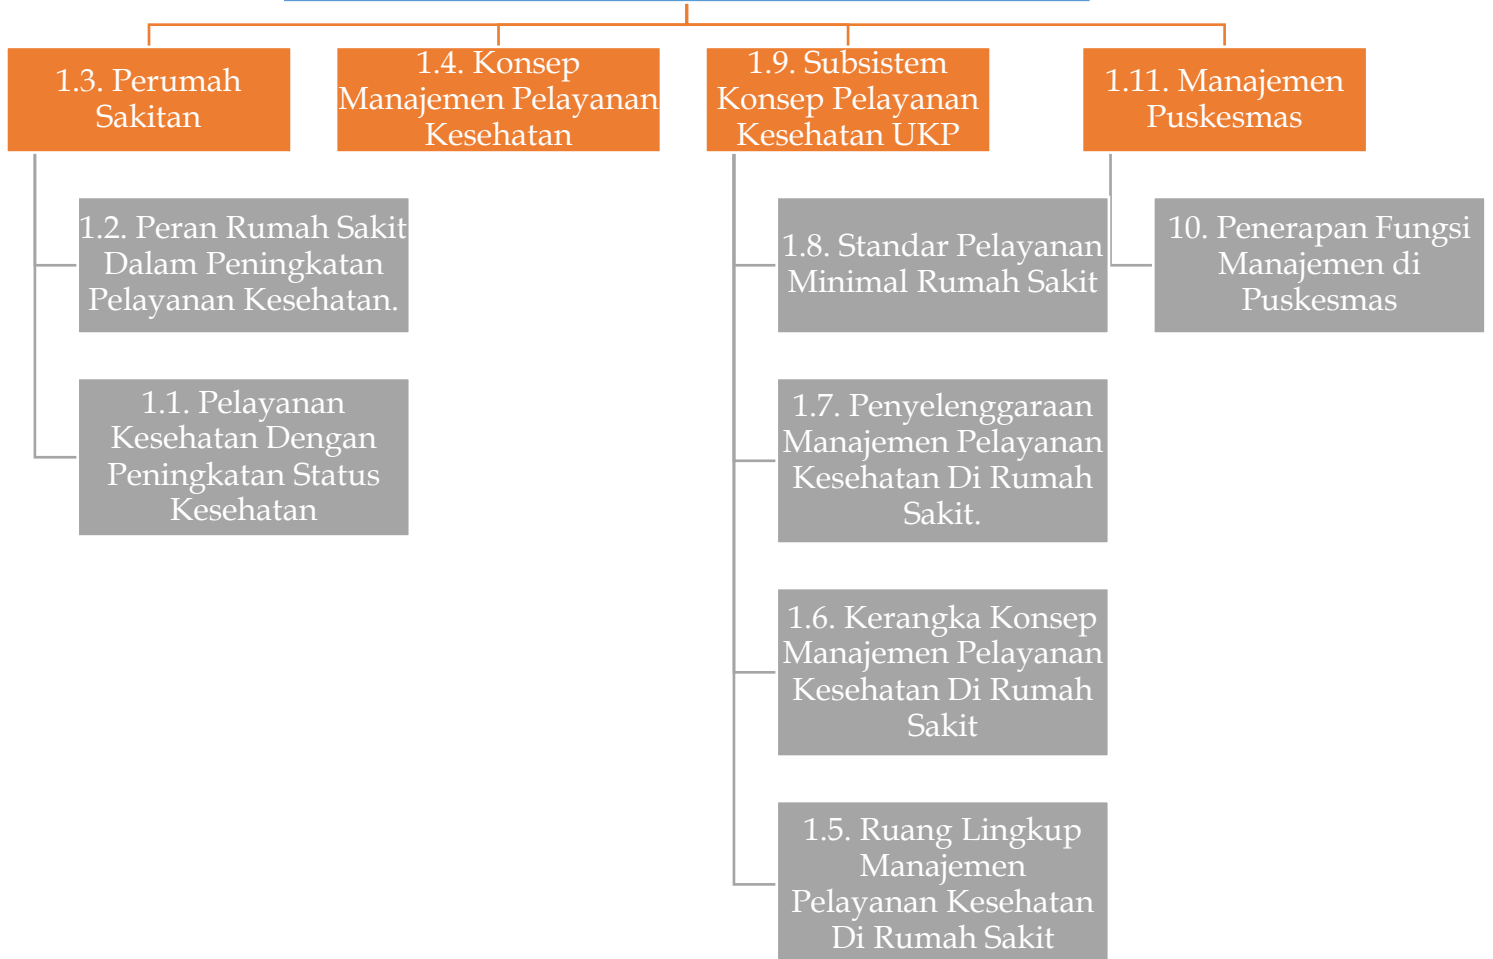 1.3. Perumah
Sakitan
1.4. Konsep
Manajemen Pelayanan
Kesehatan
1.9. Subsistem
Konsep Pelayanan
Kesehatan UKP
1.11. Manajemen
Puskesmas
1.2. Peran Rumah Sakit
Dalam Peningkatan
Pelayanan Kesehatan.
1.1. Pelayanan
Kesehatan Dengan
Peningkatan Status
Kesehatan
1.8. Standar Pelayanan
Minimal Rumah Sakit
1.7. Penyelenggaraan
Manajemen Pelayanan
Kesehatan Di Rumah
Sakit.
1.6. Kerangka Konsep
Manajemen Pelayanan
Kesehatan Di Rumah
Sakit
1.5. Ruang Lingkup
Manajemen
Pelayanan Kesehatan
Di Rumah Sakit
10. Penerapan Fungsi
Manajemen di
Puskesmas